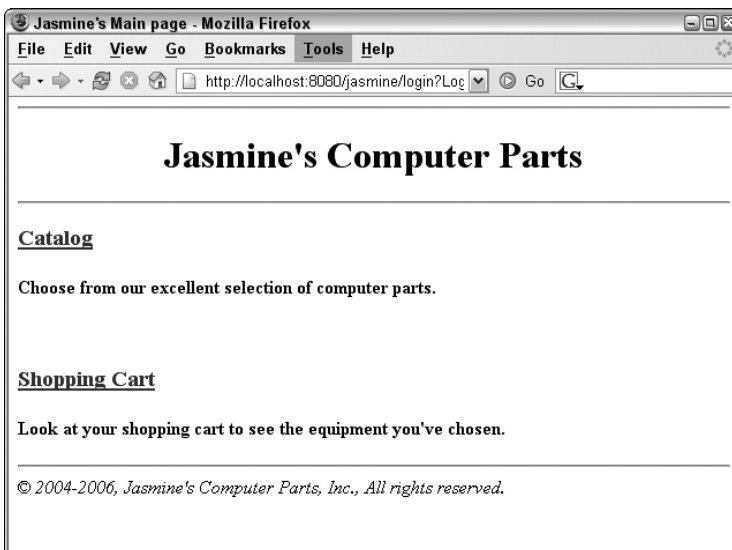 Jasmine's Main page - Mozilla Firefox
File Edit View Go Bookmarks Tools Help
http://localhost:8080/jasmine/login?Log Go G
Jasmine's Computer Parts
Catalog
Choose from our excellent selection of computer parts.
Shopping Cart
Look at your shopping cart to see the equipment you've chosen.
© 2004-2006, Jasmine's Computer Parts, Inc., All rights reserved.